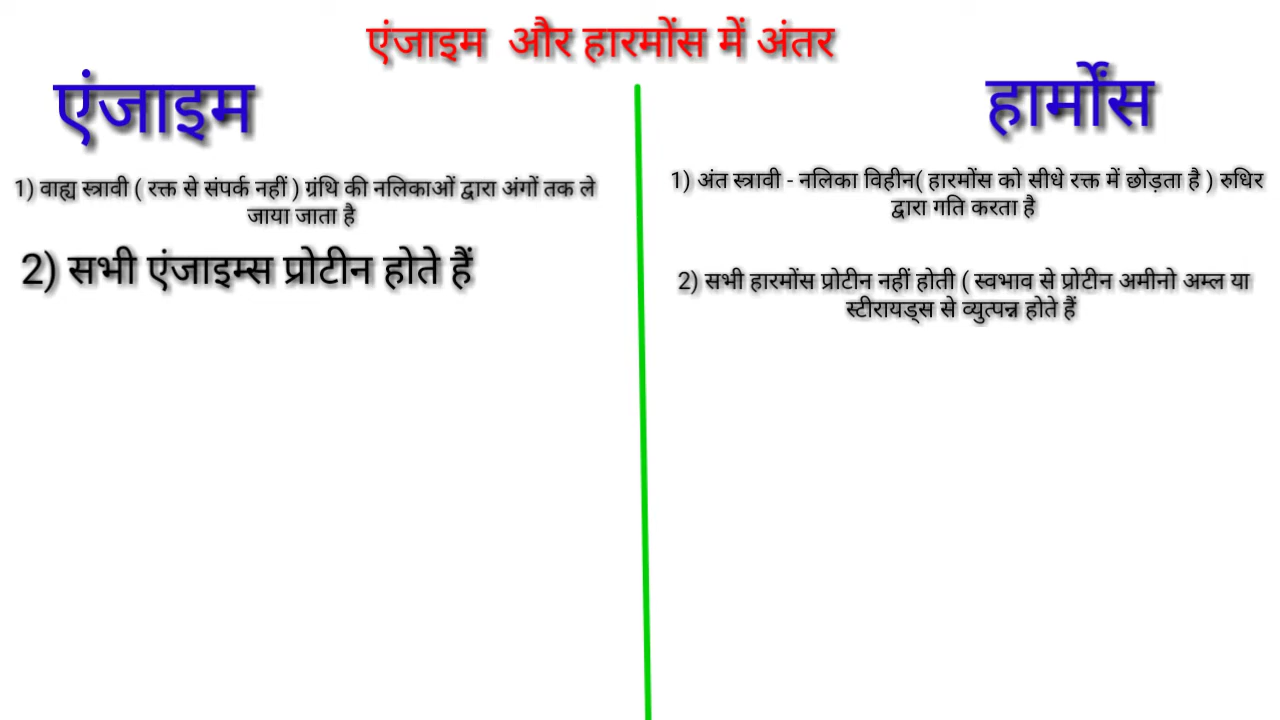 एंजाइम और हारमोंस में अंतर
एंजाइम
1) वाह्य स्त्रावी ( रक्त से संपर्क नहीं ) ग्रंथि की नलिकाओं द्वारा अंगों तक ले
जाया जाता है
2) सभी एंजाइम्स प्रोटीन होते हैं
हार्मोंस
1) अंत स्त्रावी - नलिका विहीन( हारमोंस को सीधे रक्त में छोड़ता है ) रुधिर
द्वारा गति करता है
2) सभी हारमोंस प्रोटीन नहीं होती ( स्वभाव से प्रोटीन अमीनो अम्ल या
स्टीरायड्स से व्युत्पन्न होते हैं